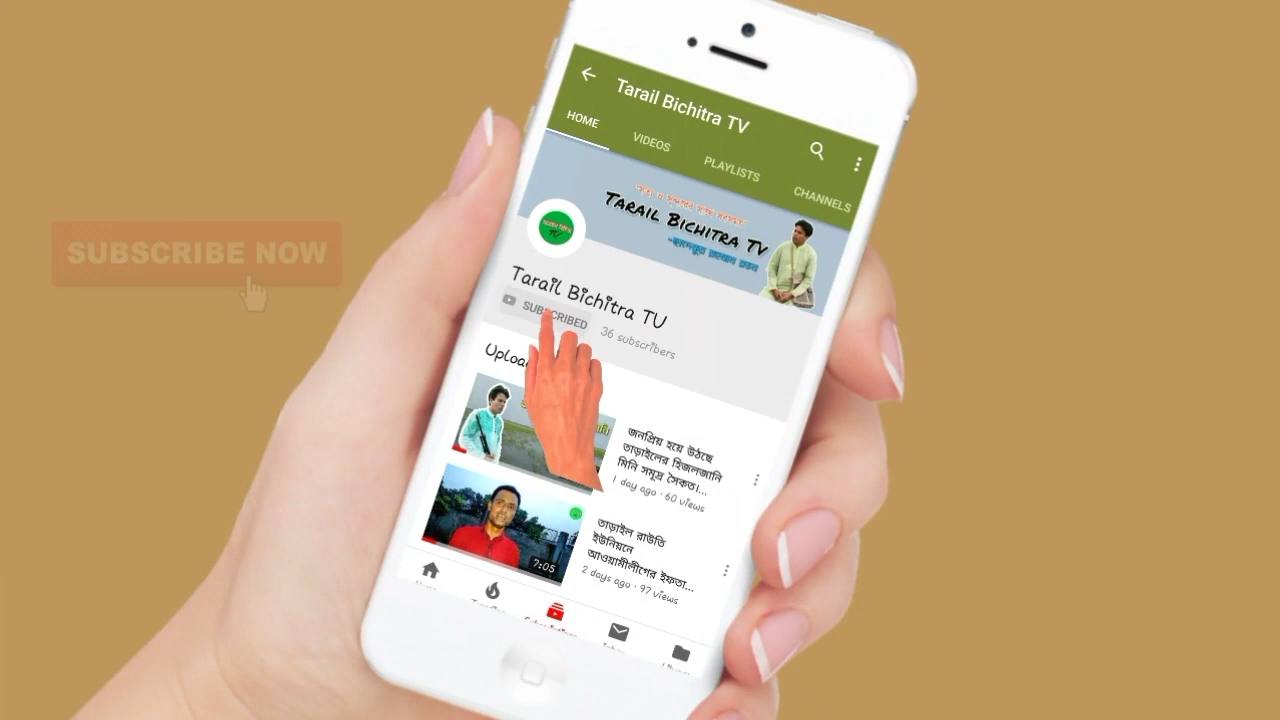 Tarail Bichitra TV
HOME
VIDEOS
PLAYLISTS
CHANNELS
TARAIL BICHITRA TV
SUBSCRIBE NOW
TV
Tarail Bichitra TU
SUBSCRIBED
36 subscribers
জনপ্রিয় হয়ে উঠছে
তাড়াইলের হিজলজানি
মিনি সমুদ্র সৈকত।...
1 day ago · 60 views
তাড়াইল রাউতি
ইউনিয়নে
আওয়ামীলীগের ইফতা...
2 days ago · 97 views
7:05